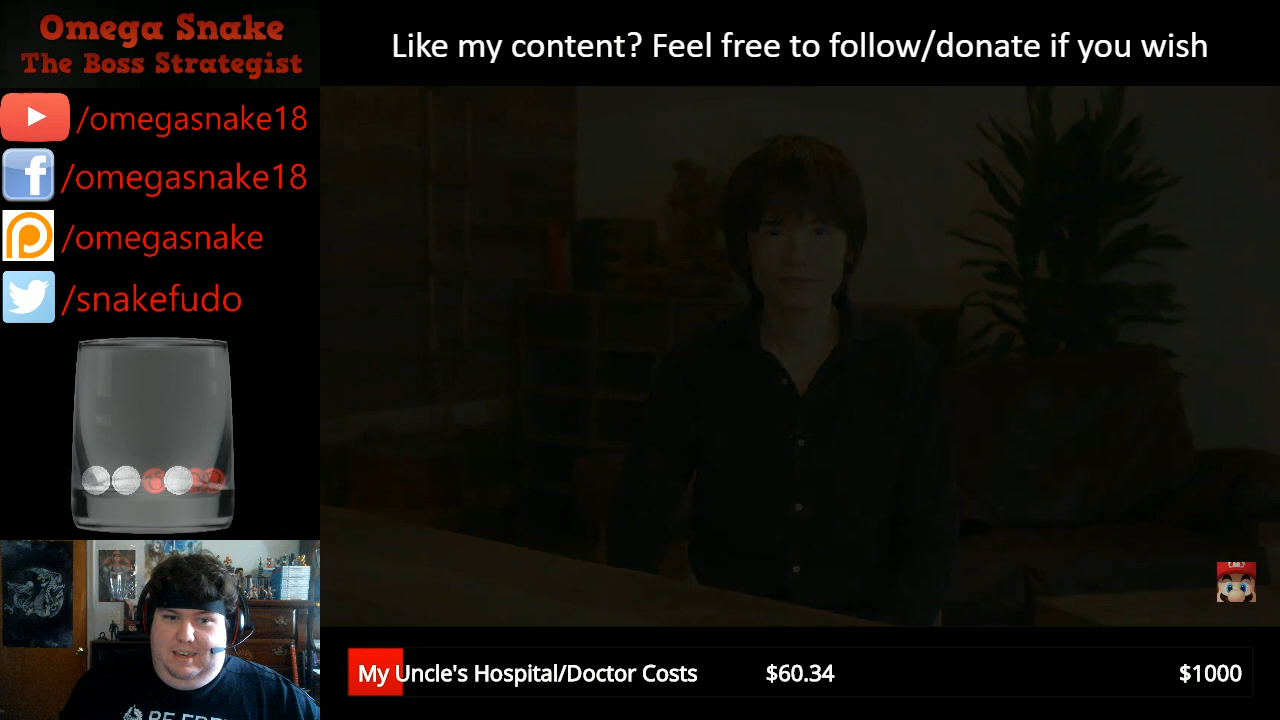 Omega Snake
The Boss Strategist
/omegasnake18
/omegasnake18
/omegasnake
/snakefudo
Like my content? Feel free to follow/donate if you wish
My Uncle's Hospital/Doctor Costs $60.34 $1000